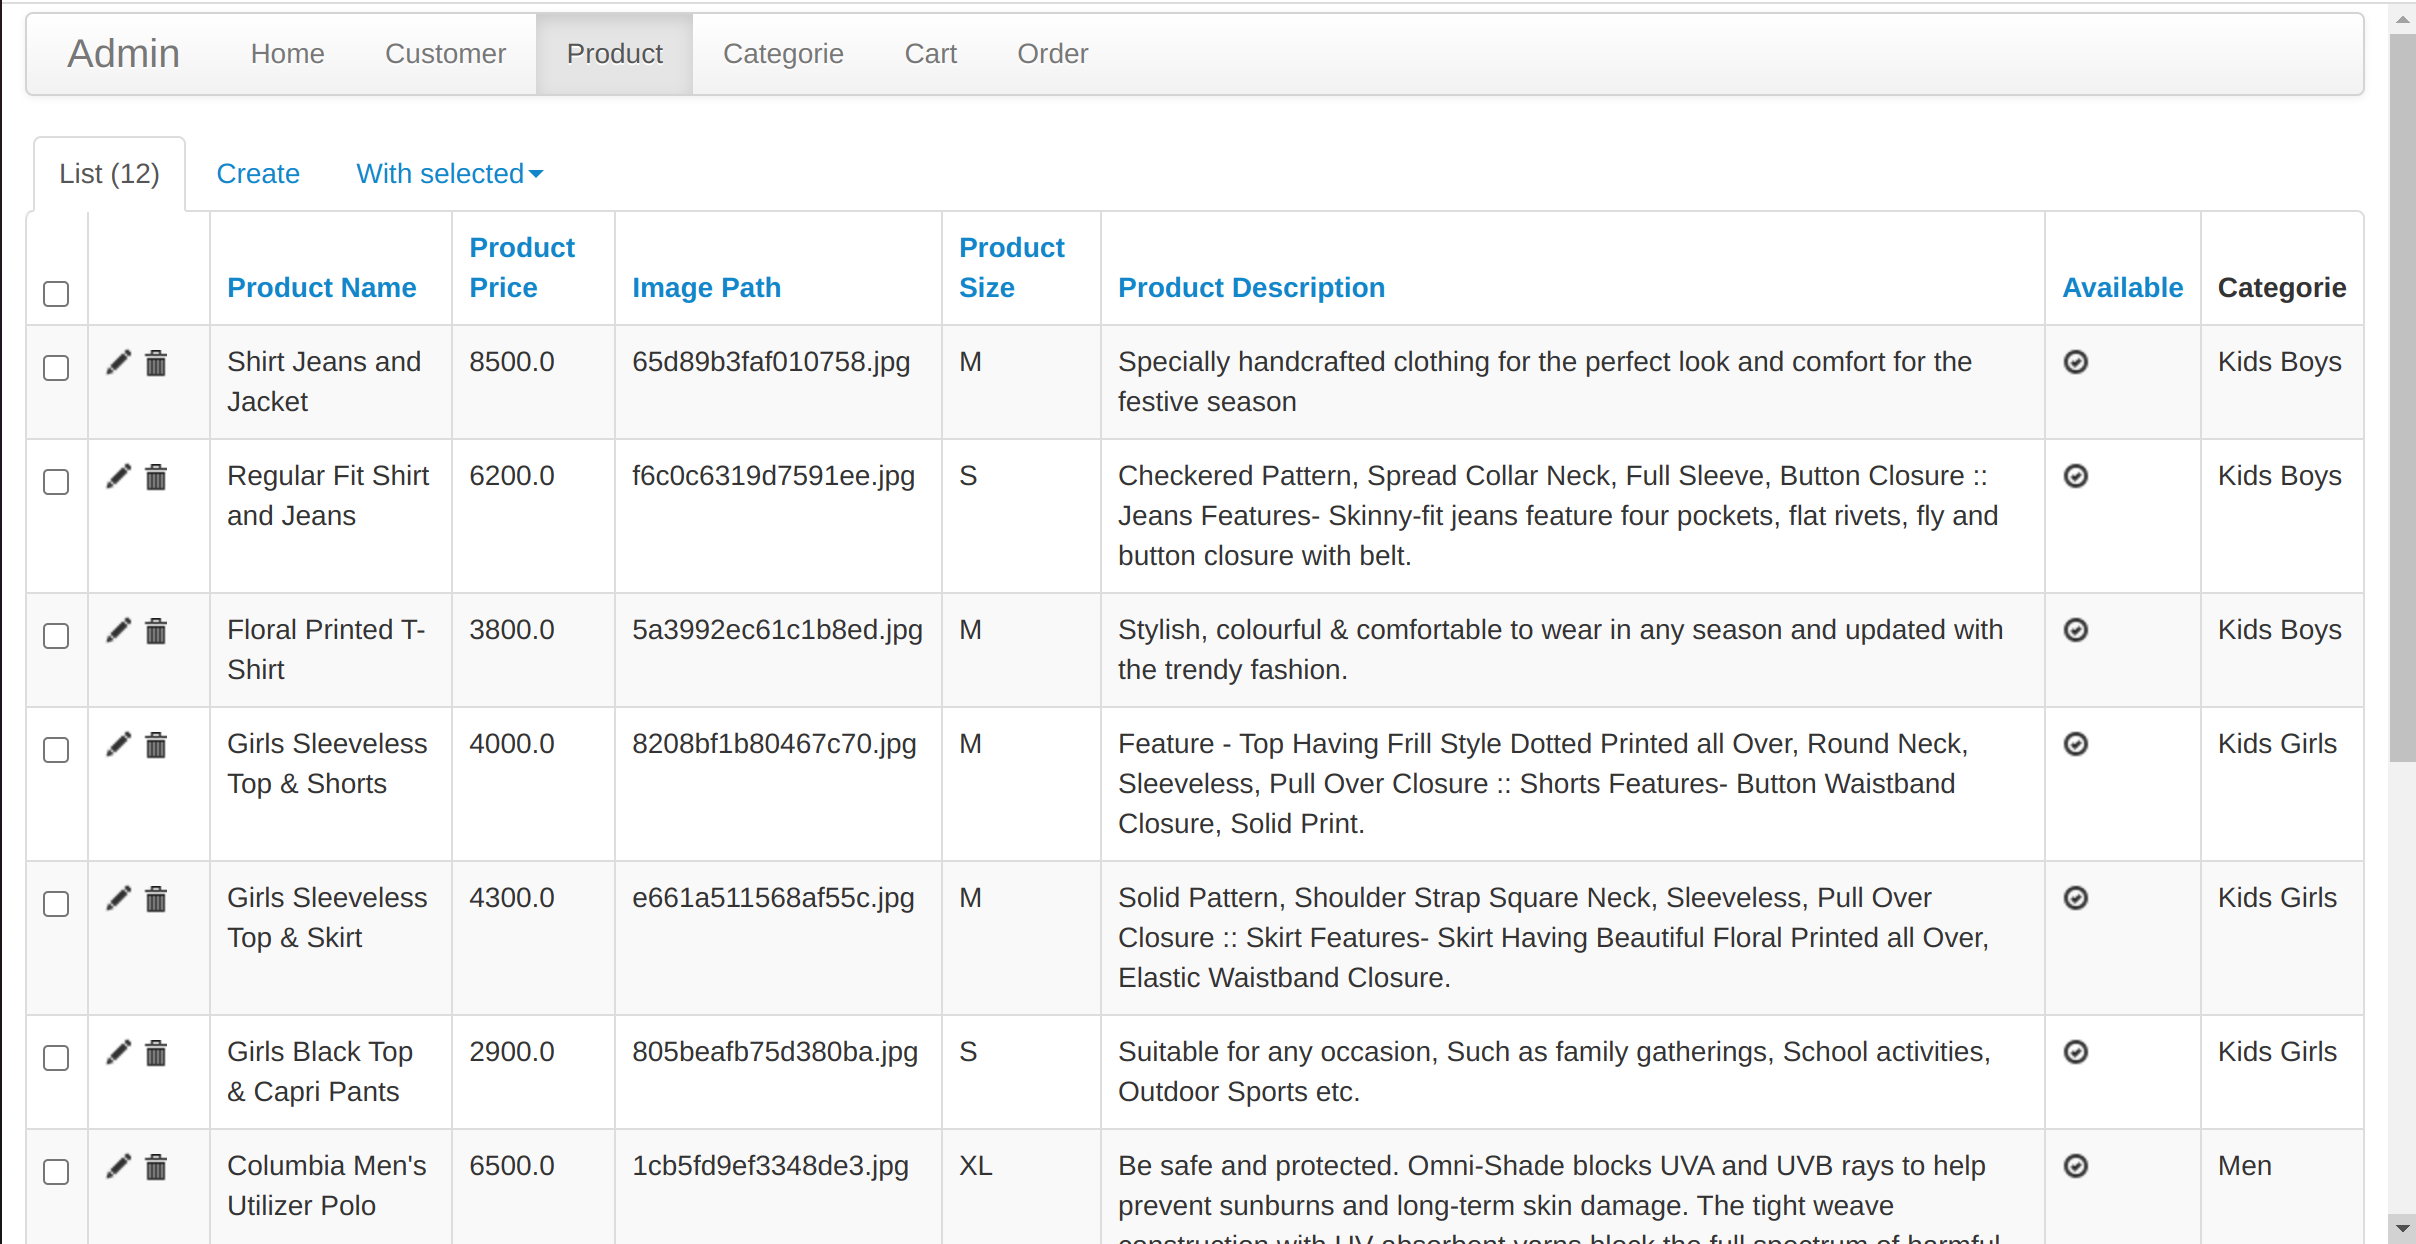 Admin Home Customer Product Categorie Cart Order
List (12) Create With selected
Product Name Product Price Image Path Product Size Product Description Available Categorie
Shirt Jeans and 8500.0 65d89b3faf010758.jpg M Specially handcrafted clothing for the perfect look and comfort for the Kids Boys
Jacket festive season
Regular Fit Shirt 6200.0 f6c0c6319d7591ee.jpg S Checkered Pattern, Spread Collar Neck, Full Sleeve, Button Closure :: Kids Boys
and Jeans Jeans Features- Skinny-fit jeans feature four pockets, flat rivets, fly and
button closure with belt.
Floral Printed T- 3800.0 5a3992ec61c1b8ed.jpg M Stylish, colourful & comfortable to wear in any season and updated with Kids Boys
Shirt the trendy fashion.
Girls Sleeveless 4000.0 8208bf1b80467c70.jpg M Feature - Top Having Frill Style Dotted Printed all Over, Round Neck, Kids Girls
Top & Shorts Sleeveless, Pull Over Closure :: Shorts Features- Button Waistband
Closure, Solid Print.
Girls Sleeveless 4300.0 e661a511568af55c.jpg M Solid Pattern, Shoulder Strap Square Neck, Sleeveless, Pull Over Kids Girls
Top & Skirt Closure :: Skirt Features- Skirt Having Beautiful Floral Printed all Over,
Elastic Waistband Closure.
Girls Black Top 2900.0 805beafb75d380ba.jpg S Suitable for any occasion, Such as family gatherings, School activities, Kids Girls
& Capri Pants Outdoor Sports etc.
Columbia Men's 6500.0 1cb5fd9ef3348de3.jpg XL Be safe and protected. Omni-Shade blocks UVA and UVB rays to help Men
Utilizer Polo prevent sunburns and long-term skin damage. The tight weave
construction with UV absorbent yarns block the full spectrum of harmful